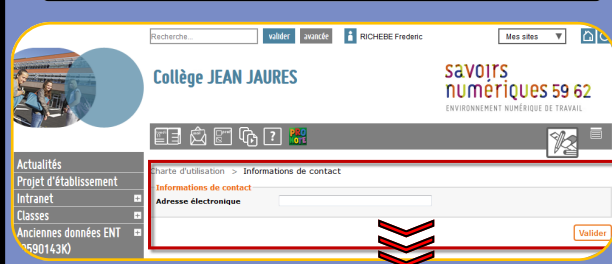 Recherche... valider avancée RICHEBE Frederic Mes sites
Collège JEAN JAURES
savoirs
numériques 59 62
ENVIRONNEMENT NUMÉRIQUE DE TRAVAIL
PRO
NOTE
Actualités
Projet d'établissement
Intranet
Classes
Anciennes données ENT
0590143K)
Charte d'utilisation > Informations de contact
Informations de contact
Adresse électronique
Valider